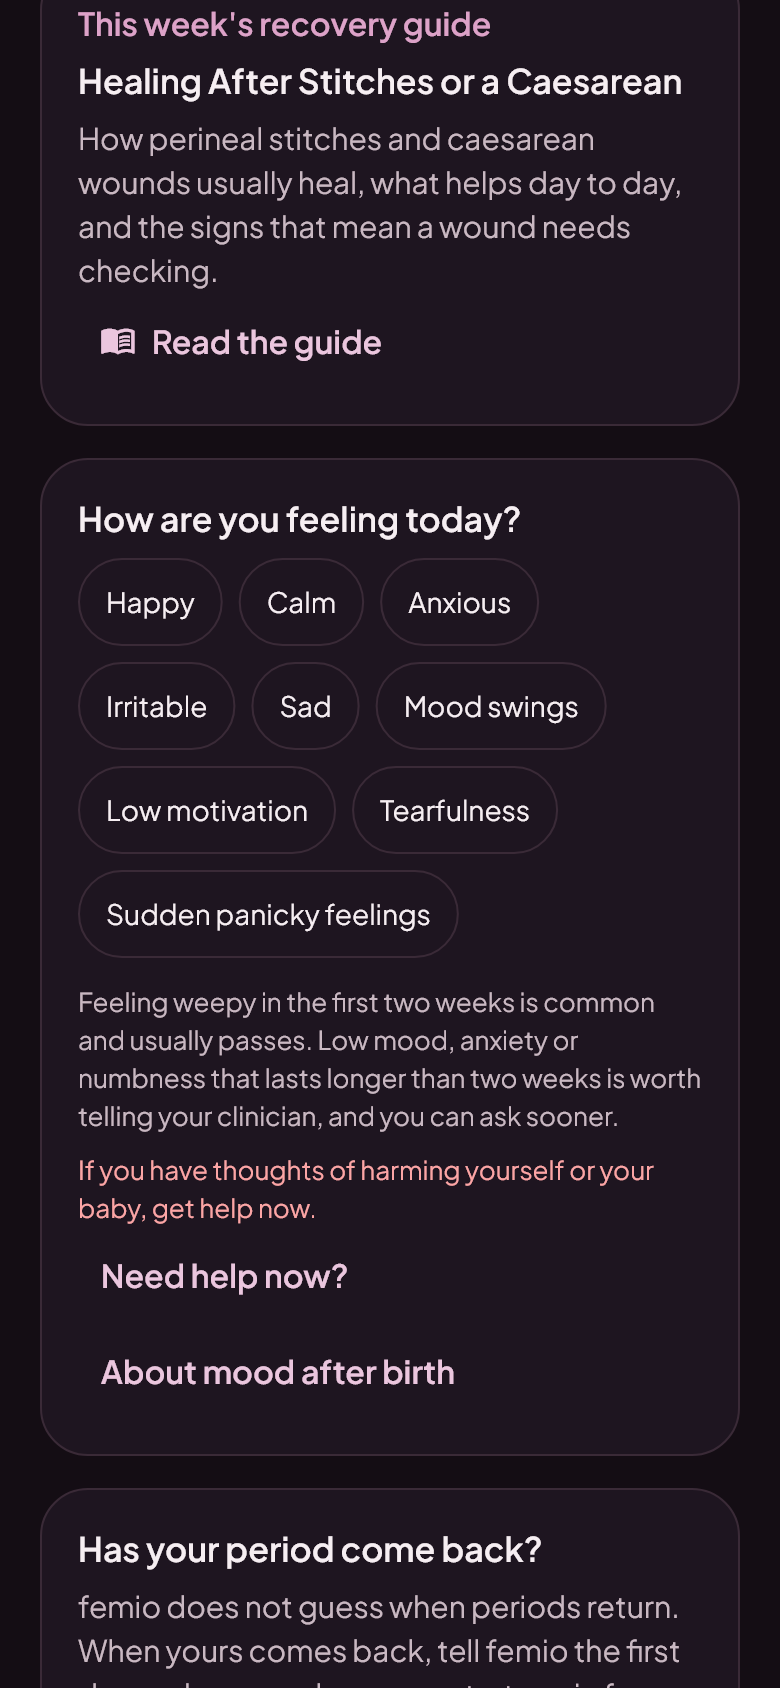 This week's recovery guide
Healing After Stitches or a Caesarean
How perineal stitches and caesarean
wounds usually heal, what helps day to day,
and the signs that mean a wound needs
checking.
Read the guide
How are you feeling today?
Happy
Calm
Anxious
Irritable
Sad
Mood swings
Low motivation
Tearfulness
Sudden panicky feelings
Feeling weepy in the first two weeks is common
and usually passes. Low mood, anxiety or
numbness that lasts longer than two weeks is worth
telling your clinician, and you can ask sooner.
If you have thoughts of harming yourself or your
baby, get help now.
Need help now?
About mood after birth
Has your period come back?
femio does not guess when periods return.
When yours comes back, tell femio the first